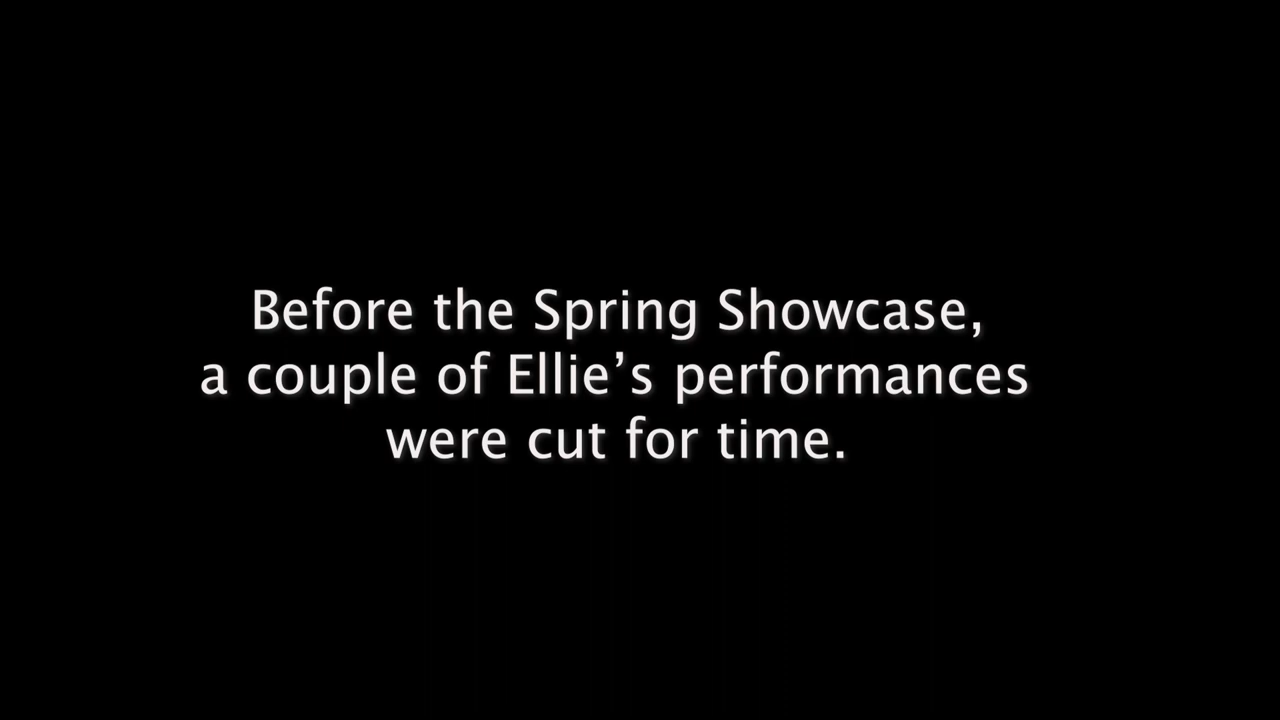 Before the Spring Showcase,
a couple of Ellie’s performances
were cut for time.